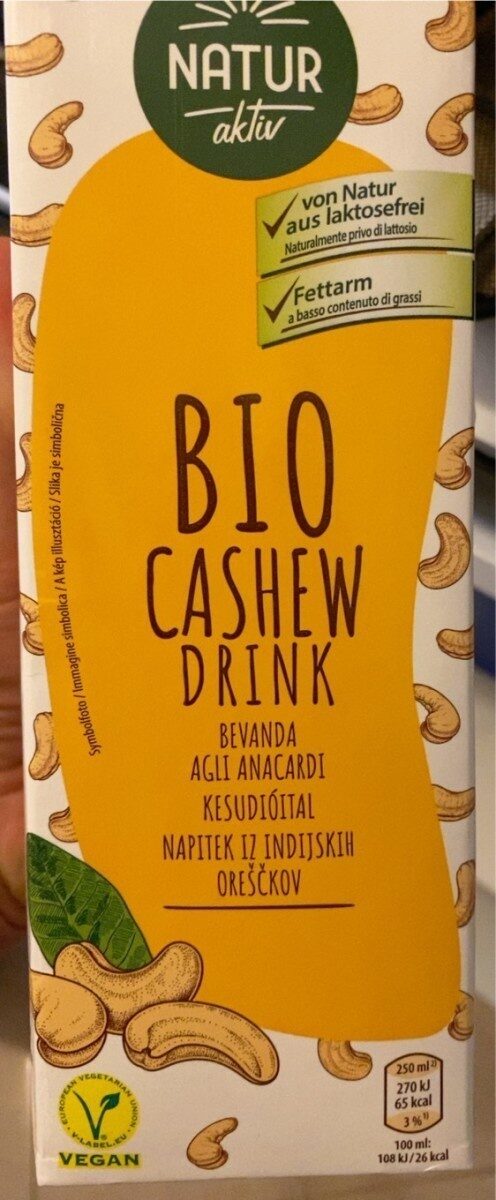 NATUR
aktiv
von Natur
aus laktosefrei
Naturalmente privo di lattosio
Fettarm
a basso contenuto di grassi
BIO
CASHEW
DRINK
BEVANDA
AGLI ANACARDI
KESUDIÓITAL
NAPITEK IZ INDIJSKIH
OREŠČKOV
Symbolfoto / Immagine simbolica / A kép illusztráció / Slika je simbolična
EUROPEAN VEGETARIAN UNION
V-LABEL.EU
VEGAN
250 ml²⁾
270 kJ
65 kcal
3 %¹⁾
100 ml:
108 kJ/26 kcal